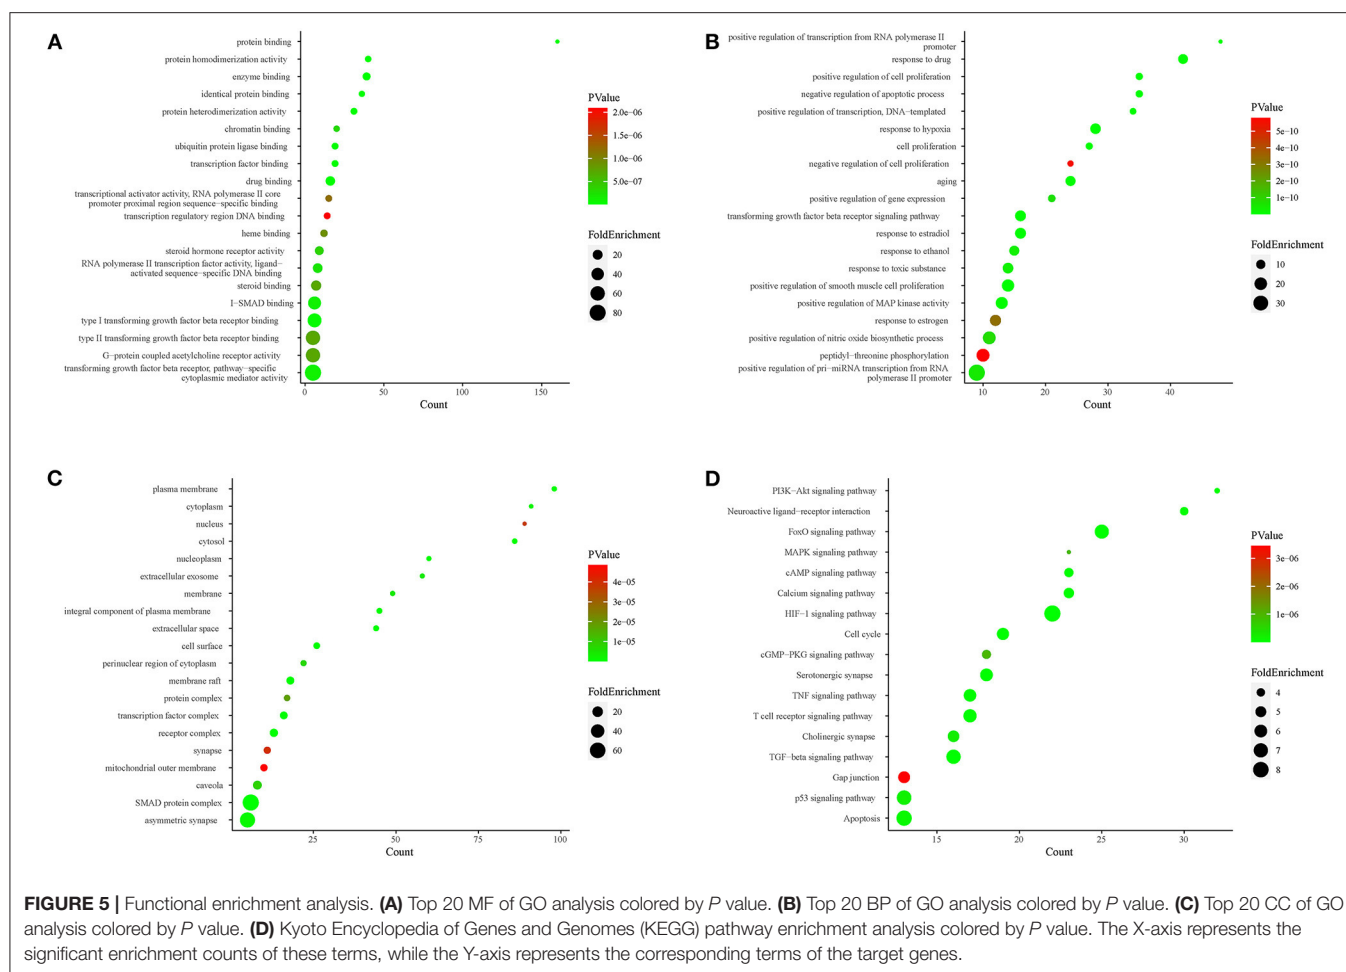 A
protein binding
protein homodimerization activity
enzyme binding
identical protein binding
protein heterodimerization activity
chromatin binding
ubiquitin protein ligase binding
transcription factor binding
drug binding
transcriptional activator activity, RNA polymerase II core
promoter proximal region sequence−specific binding
transcription regulatory region DNA binding
heme binding
steroid hormone receptor activity
RNA polymerase II transcription factor activity, ligand−
activated sequence−specific DNA binding
steroid binding
I−SMAD binding
type I transforming growth factor beta receptor binding
type II transforming growth factor beta receptor binding
G−protein coupled acetylcholine receptor activity
transforming growth factor beta receptor, pathway−specific
cytoplasmic mediator activity
0 50 100 150
Count
PValue
2.0e−06
1.5e−06
1.0e−06
5.0e−07
FoldEnrichment
20
40
60
80
B
positive regulation of transcription from RNA polymerase II
promoter
response to drug
positive regulation of cell proliferation
negative regulation of apoptotic process
positive regulation of transcription, DNA−templated
response to hypoxia
cell proliferation
negative regulation of cell proliferation
aging
positive regulation of gene expression
transforming growth factor beta receptor signaling pathway
response to estradiol
response to ethanol
response to toxic substance
positive regulation of smooth muscle cell proliferation
positive regulation of MAP kinase activity
response to estrogen
positive regulation of nitric oxide biosynthetic process
peptidyl−threonine phosphorylation
positive regulation of pri−miRNA transcription from RNA
polymerase II promoter
10 20 30 40
Count
PValue
5e−10
4e−10
3e−10
2e−10
1e−10
FoldEnrichment
10
20
30
C
plasma membrane
cytoplasm
nucleus
cytosol
nucleoplasm
extracellular exosome
membrane
integral component of plasma membrane
extracellular space
cell surface
perinuclear region of cytoplasm
membrane raft
protein complex
transcription factor complex
receptor complex
synapse
mitochondrial outer membrane
caveola
SMAD protein complex
asymmetric synapse
25 50 75 100
Count
PValue
4e−05
3e−05
2e−05
1e−05
FoldEnrichment
20
40
60
D
PI3K−Akt signaling pathway
Neuroactive ligand−receptor interaction
FoxO signaling pathway
MAPK signaling pathway
cAMP signaling pathway
Calcium signaling pathway
HIF−1 signaling pathway
Cell cycle
cGMP−PKG signaling pathway
Serotonergic synapse
TNF signaling pathway
T cell receptor signaling pathway
Cholinergic synapse
TGF−beta signaling pathway
Gap junction
p53 signaling pathway
Apoptosis
15 20 25 30
Count
PValue
3e−06
2e−06
1e−06
FoldEnrichment
4
5
6
7
8
FIGURE 5 | Functional enrichment analysis. (A) Top 20 MF of GO analysis colored by P value. (B) Top 20 BP of GO analysis colored by P value. (C) Top 20 CC of GO
analysis colored by P value. (D) Kyoto Encyclopedia of Genes and Genomes (KEGG) pathway enrichment analysis colored by P value. The X-axis represents the
significant enrichment counts of these terms, while the Y-axis represents the corresponding terms of the target genes.